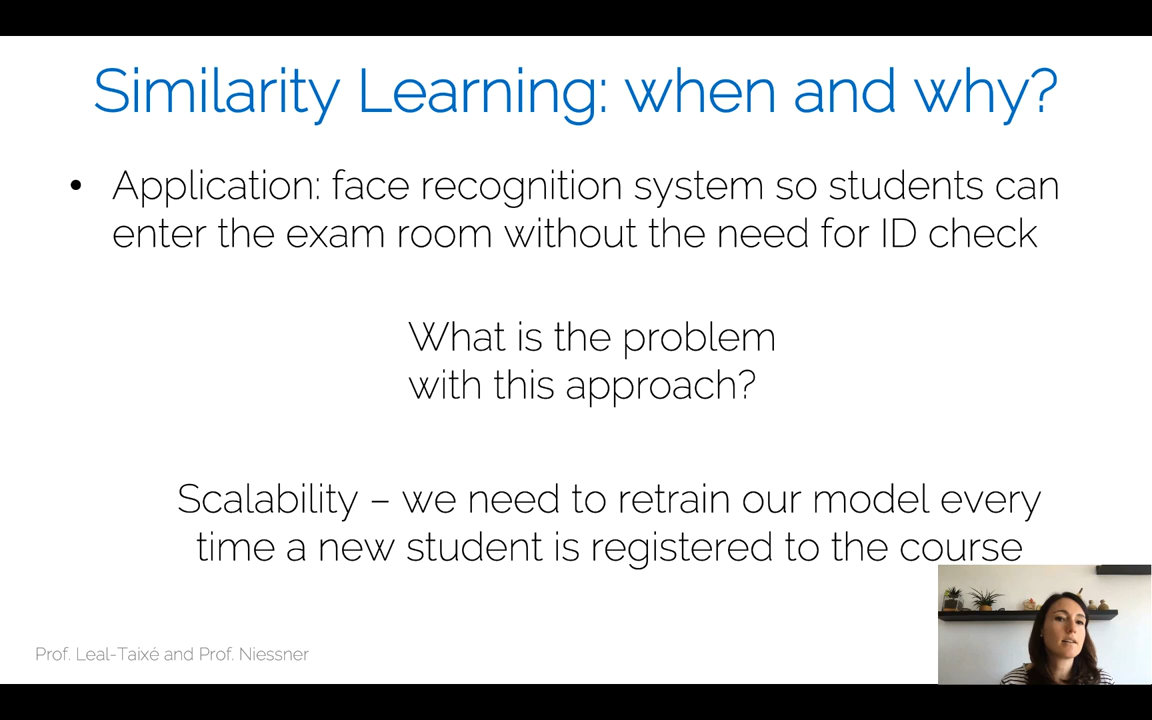 Similarity Learning: when and why?
• Application: face recognition system so students can
enter the exam room without the need for ID check
What is the problem
with this approach?
Scalability – we need to retrain our model every
time a new student is registered to the course
Prof. Leal-Taixé and Prof. Niessner